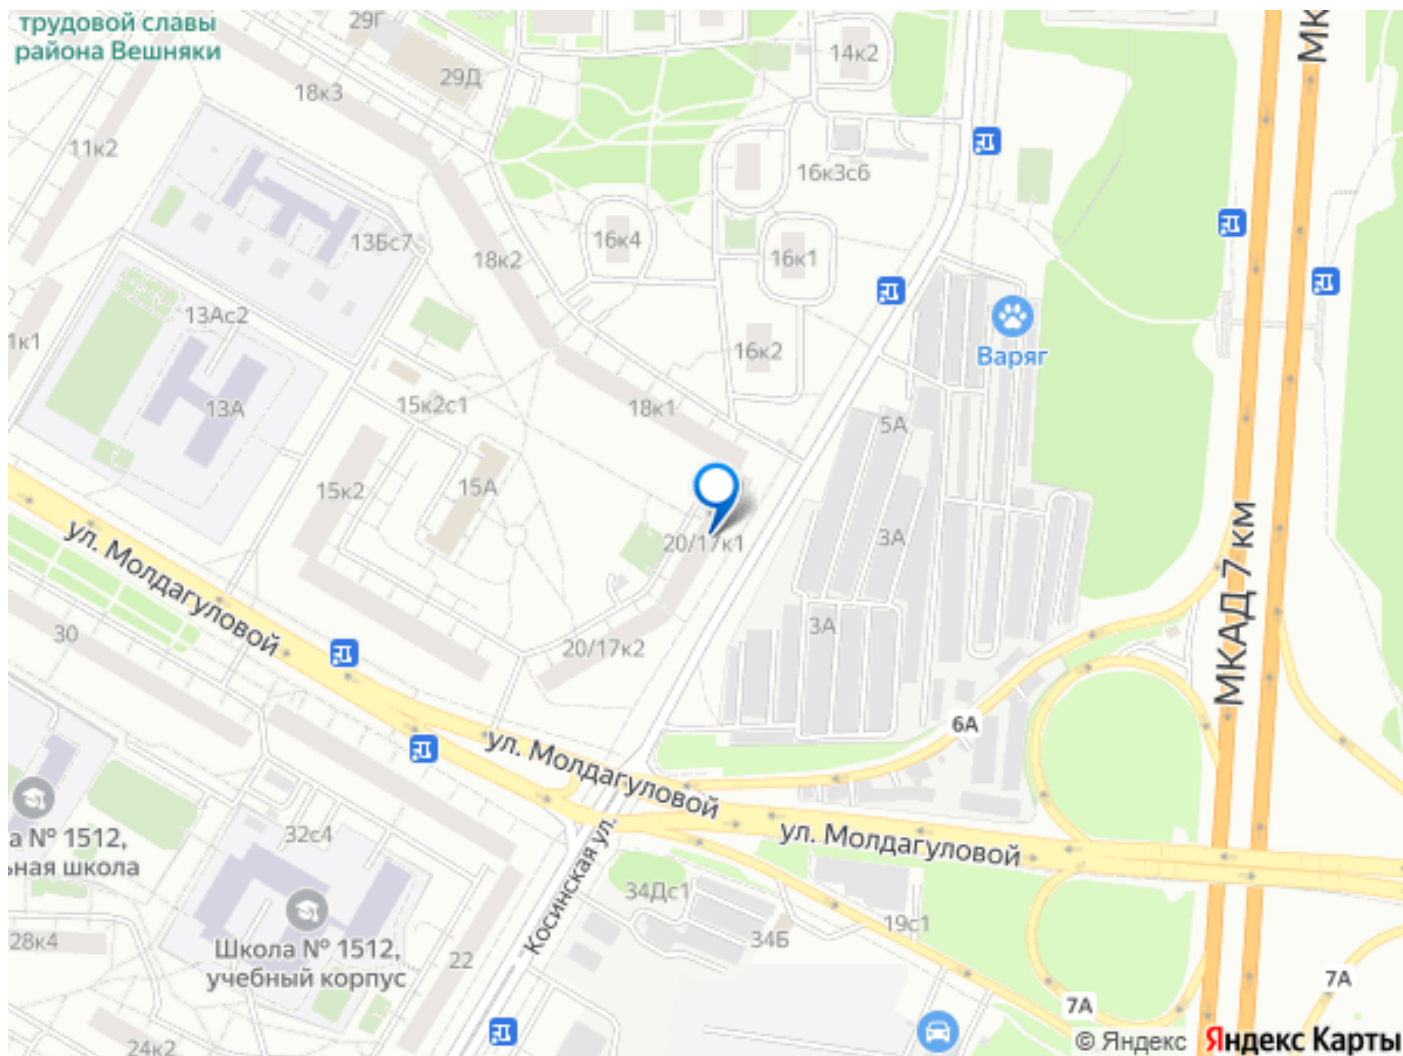 трудовой славы
района Вешняки
29Г
29Д
14к2
МК
18к3
11к2
16к3с6
13Бс7
16к4
18к2
16к1
13Ас2
1к1
16к2
Варяг
13А
15к2с1
18к1
5А
15к2
15А
20/17к1
3А
МКАД 7 км
ул. Молдагуловой
3А
30
20/17к2
6А
ул. Молдагуловой
ул. Молдагуловой
а № 1512,
ьная школа
32с4
Косинская ул.
34Дс1
19с1
34Б
28к4
Школа № 1512,
учебный корпус
22
7А
7А
24к2
© Яндекс Яндекс Карты